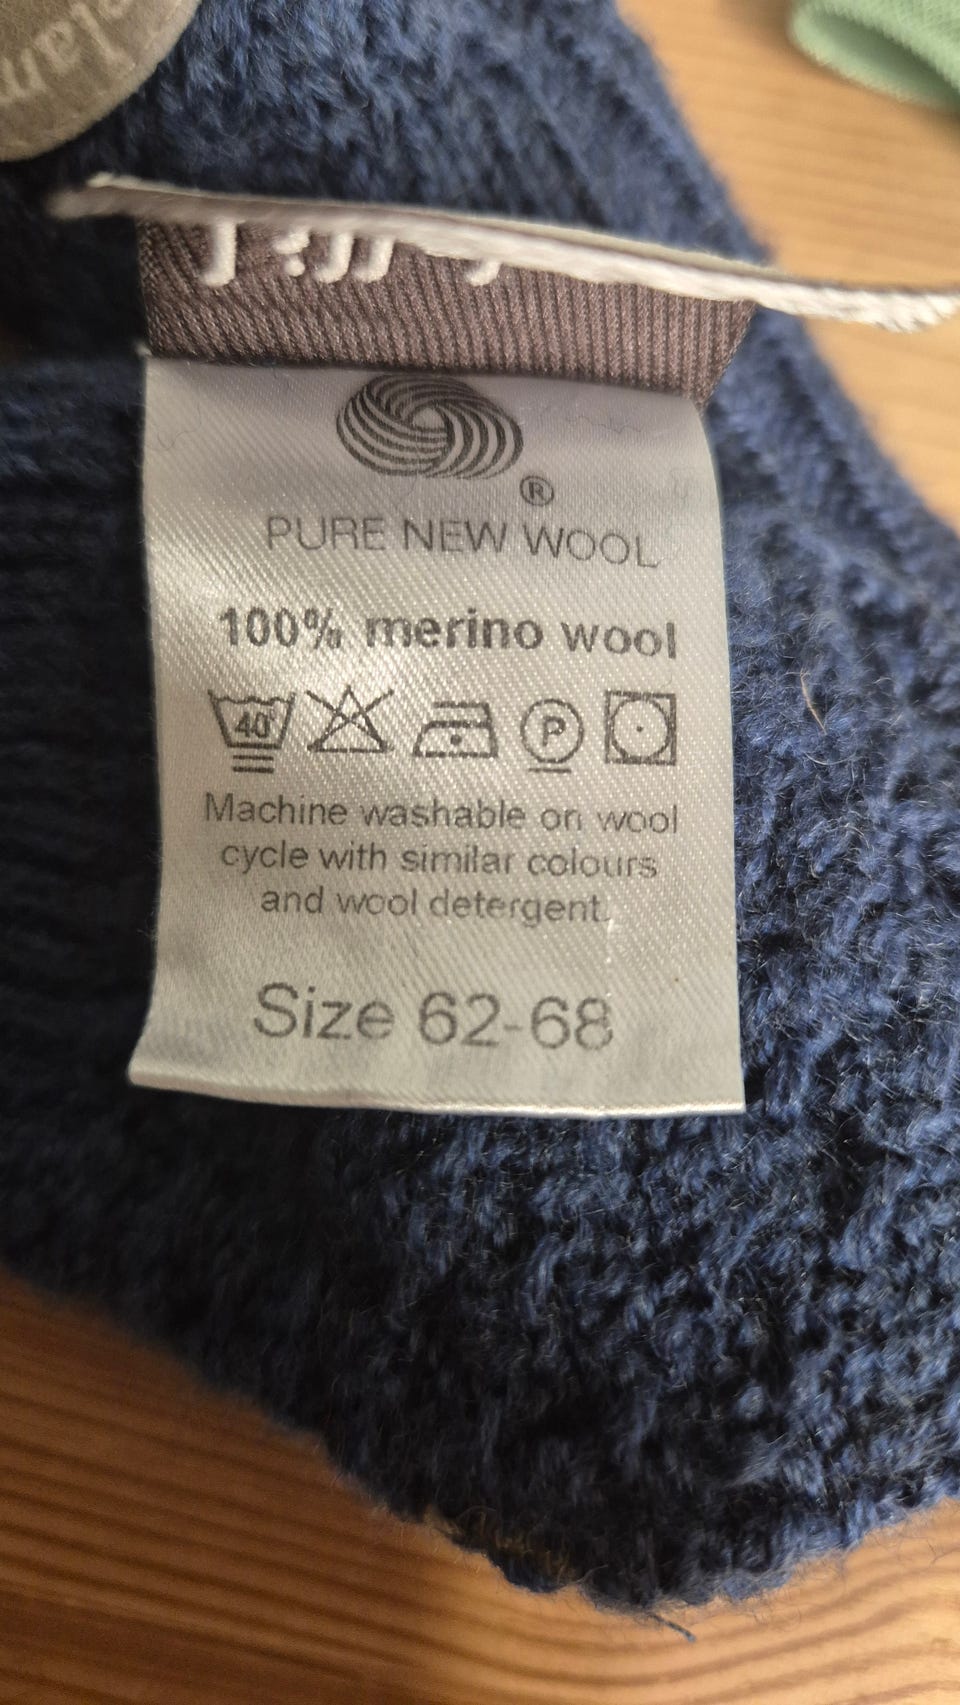 ®
PURE NEW WOOL
100% merino wool
40° P
Machine washable on wool
cycle with similar colours
and wool detergent.
Size 62-68